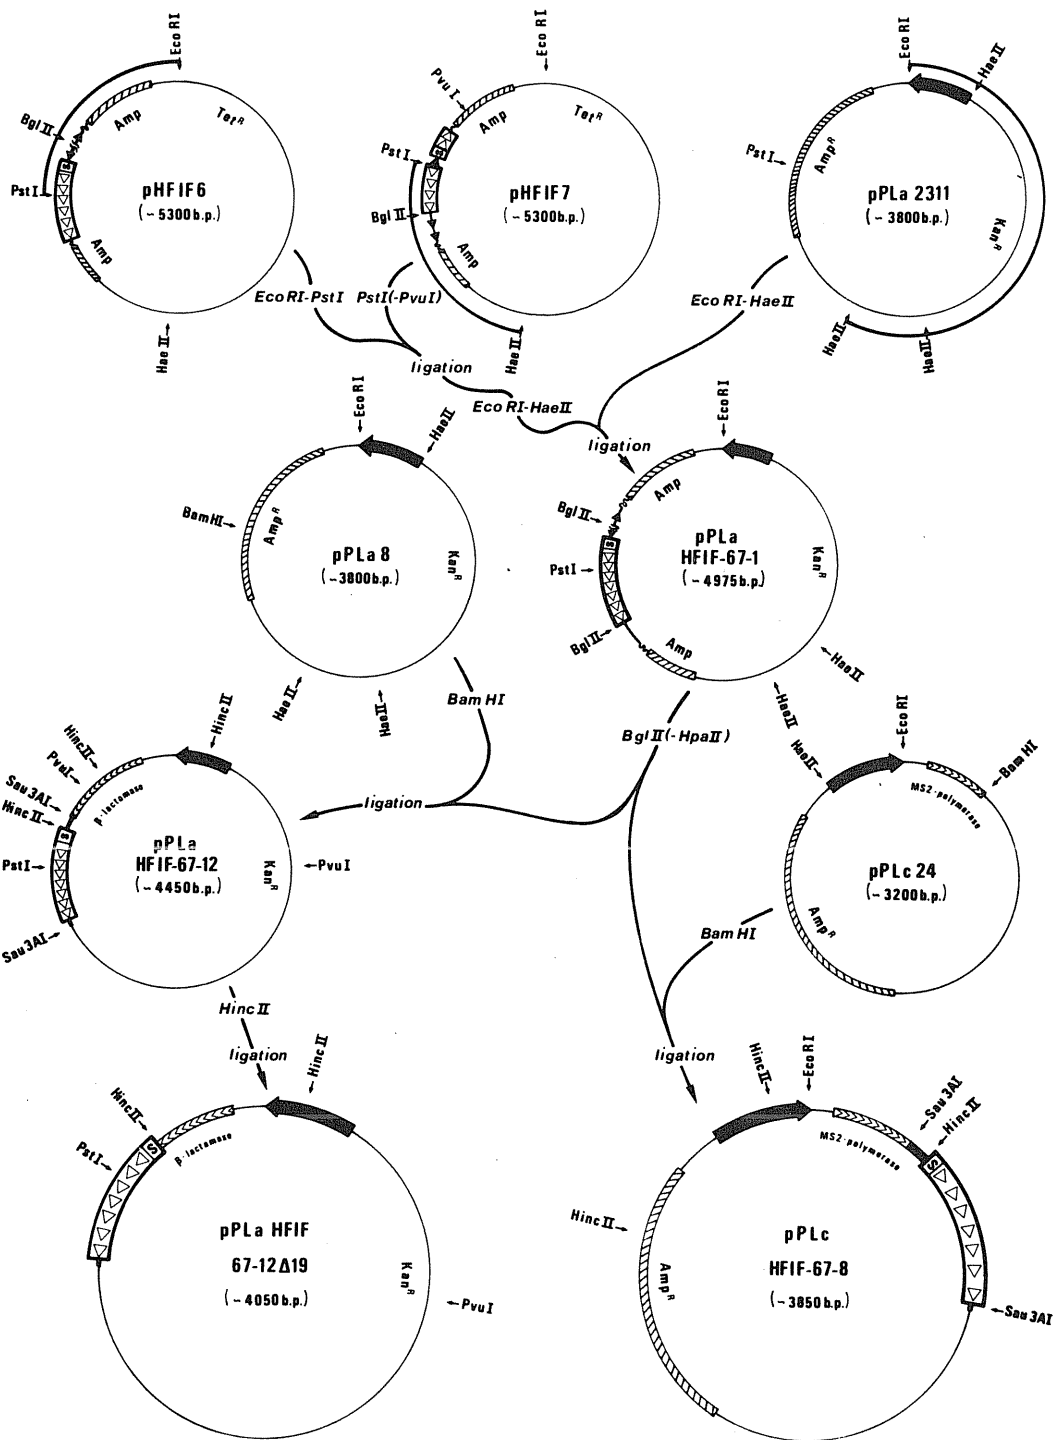 Eco RI
Bgl II
Pst I
Amp
Tet R
pHFIF6
(~ 5300 b.p.)
Amp
Hae II
Eco RI
Pvu I
Pst I
Bgl II
Amp
Tet R
pHFIF7
(~ 5300 b.p.)
Amp
Hae II
Eco RI
Hae II
Pst I
Amp R
pPLa 2311
(~ 3800 b.p.)
Kan R
Hae II
Hae II
Eco RI-Pst I
Pst I(-Pvu I)
ligation
Eco RI-Hae II
Eco RI-Hae II
ligation
Eco RI
Hae II
Bam HI
Amp R
pPLa 8
(~3800 b.p.)
Kan R
Hae II
Hae II
Eco RI
Amp
Bgl II
Pst I
Bgl II
S
pPLa
HFIF-67-1
(~ 4975 b.p.)
Kan R
Amp
Hae II
Hae II
Bam HI
Bgl II(-Hpa II)
ligation
Hinc II
Hinc II
Pvu I
Sau 3AI
Hinc II
Pst I
Sau 3AI
β-lactamase
S
pPLa
HFIF-67-12
(~ 4450 b.p.)
Kan R
Pvu I
Hae II
Eco RI
Bam HI
MS2-polymerase
pPLc 24
(~ 3200 b.p.)
Amp R
Bam HI
Hinc II
ligation
ligation
Hinc II
Hinc II
Pst I
S
β-lactamase
pPLa HFIF
67-12Δ19
(~ 4050 b.p.)
Kan R
Pvu I
Hinc II
Eco RI
Sau 3AI
Hinc II
MS2-polymerase
S
Hinc II
pPLc
HFIF-67-8
(~ 3850 b.p.)
Amp R
Sau 3AI